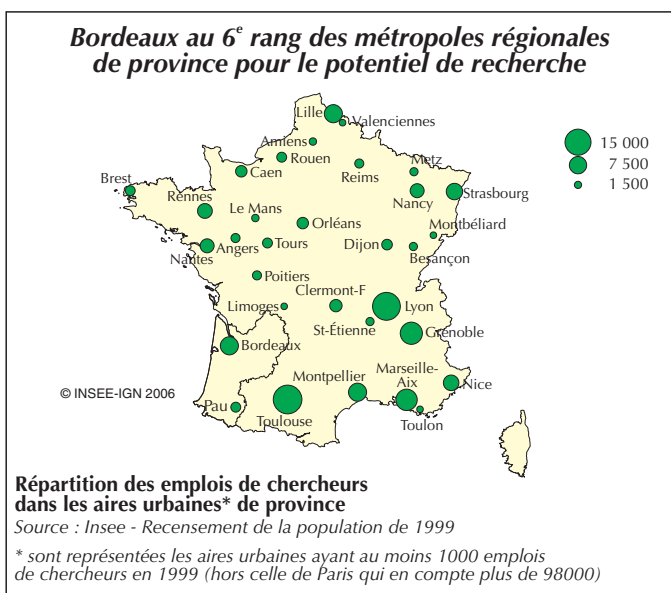 Bordeaux au 6e rang des métropoles régionales
de province pour le potentiel de recherche
Lille
Valenciennes
Amiens
Rouen
Caen
Reims
Metz
Brest
Rennes
Nancy
Strasbourg
Le Mans
Orléans
Montbéliard
Nantes
Angers
Tours
Dijon
Besançon
Poitiers
Clermont-F
Limoges
Lyon
St-Étienne
Grenoble
Bordeaux
Montpellier
Marseille-
Aix
Nice
Pau
Toulouse
Toulon
15 000
7 500
1 500
© INSEE-IGN 2006
Répartition des emplois de chercheurs
dans les aires urbaines* de province
Source : Insee - Recensement de la population de 1999
* sont représentées les aires urbaines ayant au moins 1000 emplois
de chercheurs en 1999 (hors celle de Paris qui en compte plus de 98000)